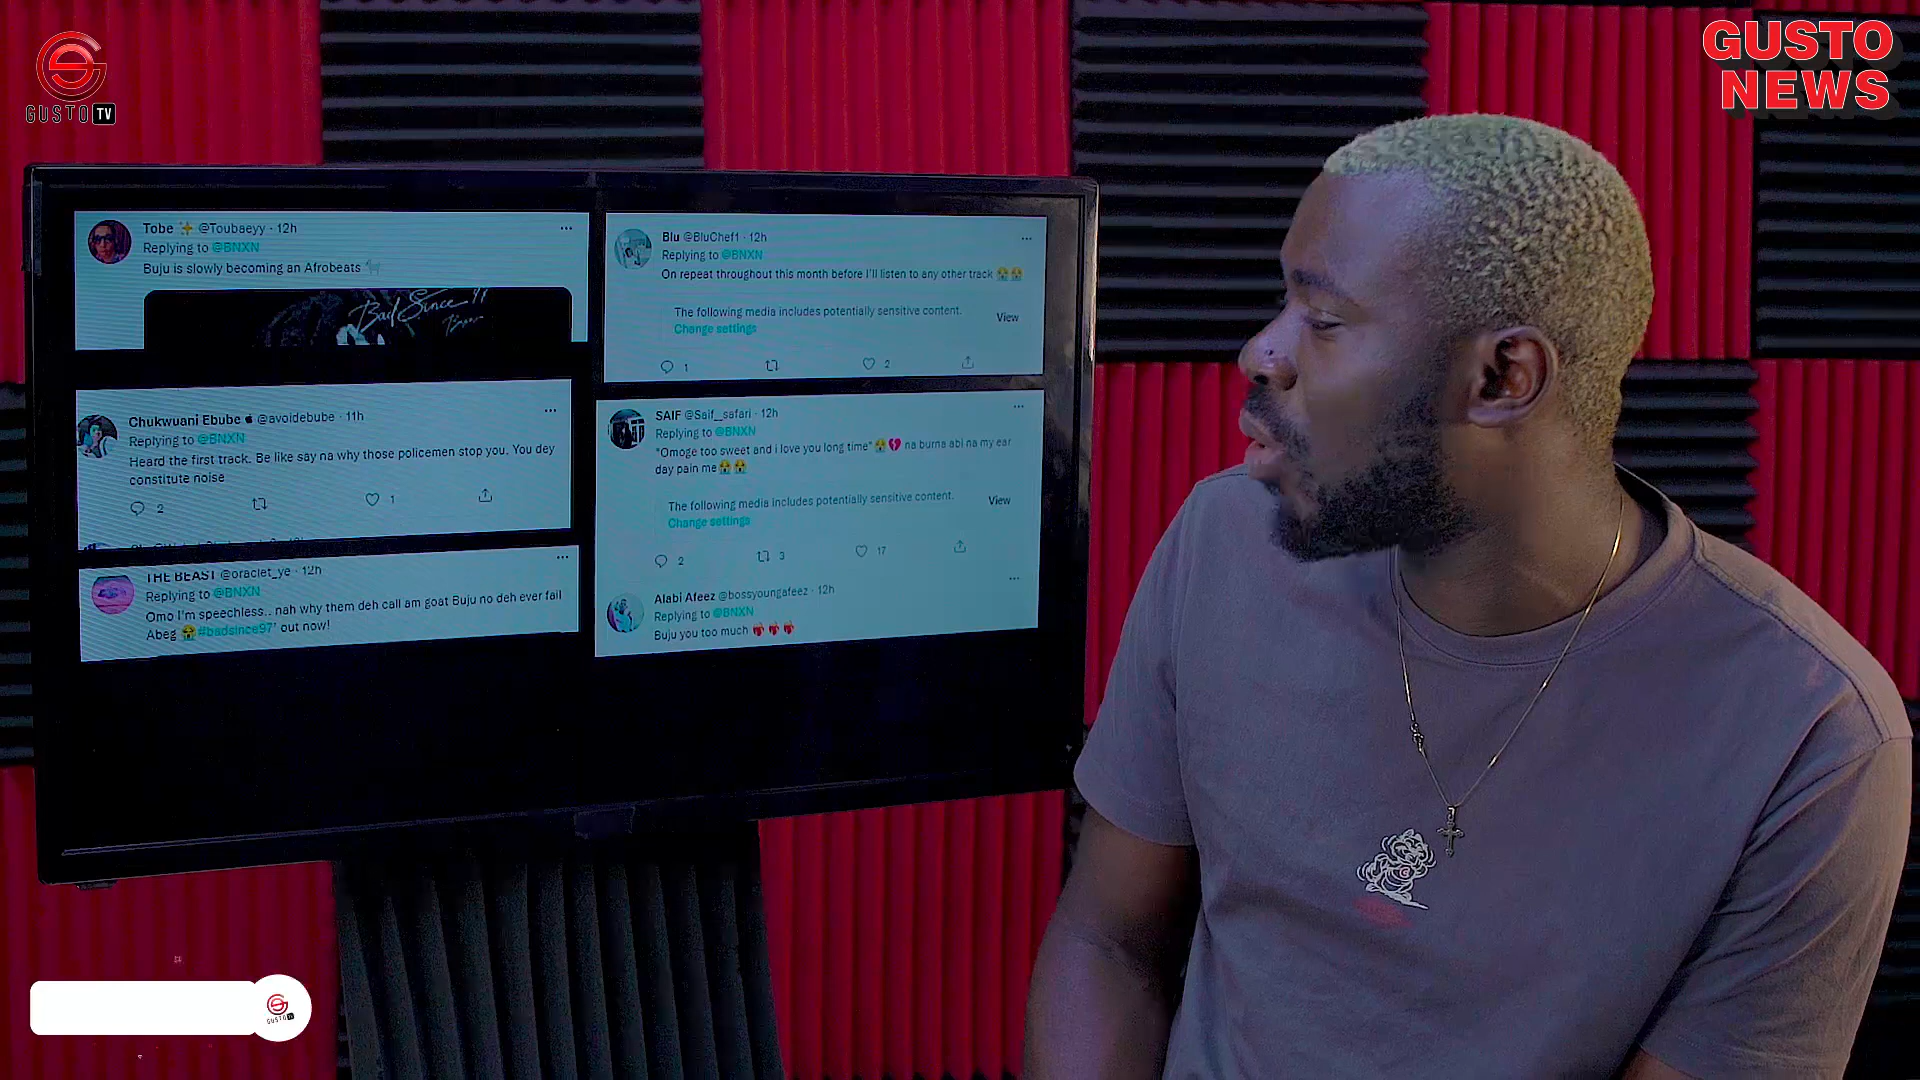 GUSTO TV
GUSTO
NEWS
Tobe ✨ @Toubaeyy · 12h
Replying to @BNXN
Buju is slowly becoming an Afrobeats 🐐
Bad Since 97
Chukwuani Ebube @avoidebube · 11h
Replying to @BNXN
Heard the first track. Be like say na why those policemen stop you. You dey
constitute noise
2
1
THE BEAST @oraclet_ye · 12h
Replying to @BNXN
Omo I'm speechless.. nah why them deh call am goat Buju no deh ever fail
Abeg 😭#badsince97' out now!
Blu @BluChef1 · 12h
Replying to @BNXN
On repeat throughout this month before I'll listen to any other track 😭😭
The following media includes potentially sensitive content.
Change settings
View
1
2
SAIF @Saif_safari · 12h
Replying to @BNXN
"Omoge too sweet and i love you long time"😭💔 na burna abi na my ear
day pain me😭😭
The following media includes potentially sensitive content.
Change settings
View
2
3
17
Alabi Afeez @bossyoungafeez · 12h
Replying to @BNXN
Buju you too much
GUSTO TV